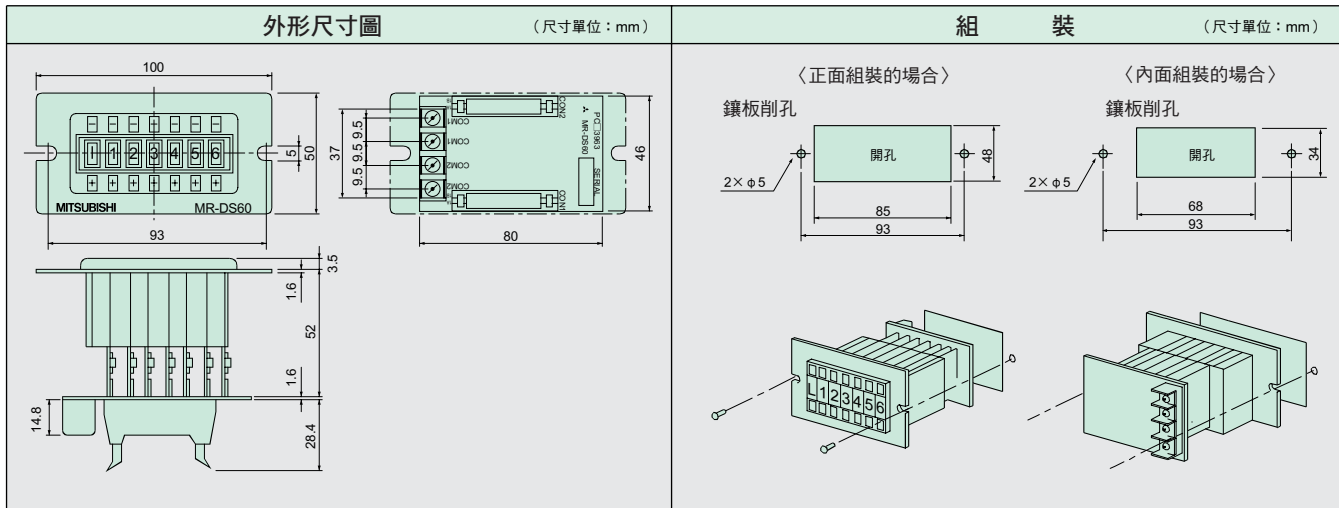 外形尺寸圖 （尺寸單位：mm）
100
I 1 2 3 4 5 6
MITSUBISHI MR-DS60
5
50
93
37
9.5
9.5
9.5
COM1
COM1
COM2
COM2
CON2
PC□3963
MR-DS60
SERIAL
CON1
46
80
3.5
1.6
52
1.6
14.8
28.4
組 裝 （尺寸單位：mm）
〈正面組裝的場合〉
鑲板削孔
開孔
2×φ5
48
85
93
〈內面組裝的場合〉
鑲板削孔
開孔
2×φ5
34
68
93
L 1 2 3 4 5 6